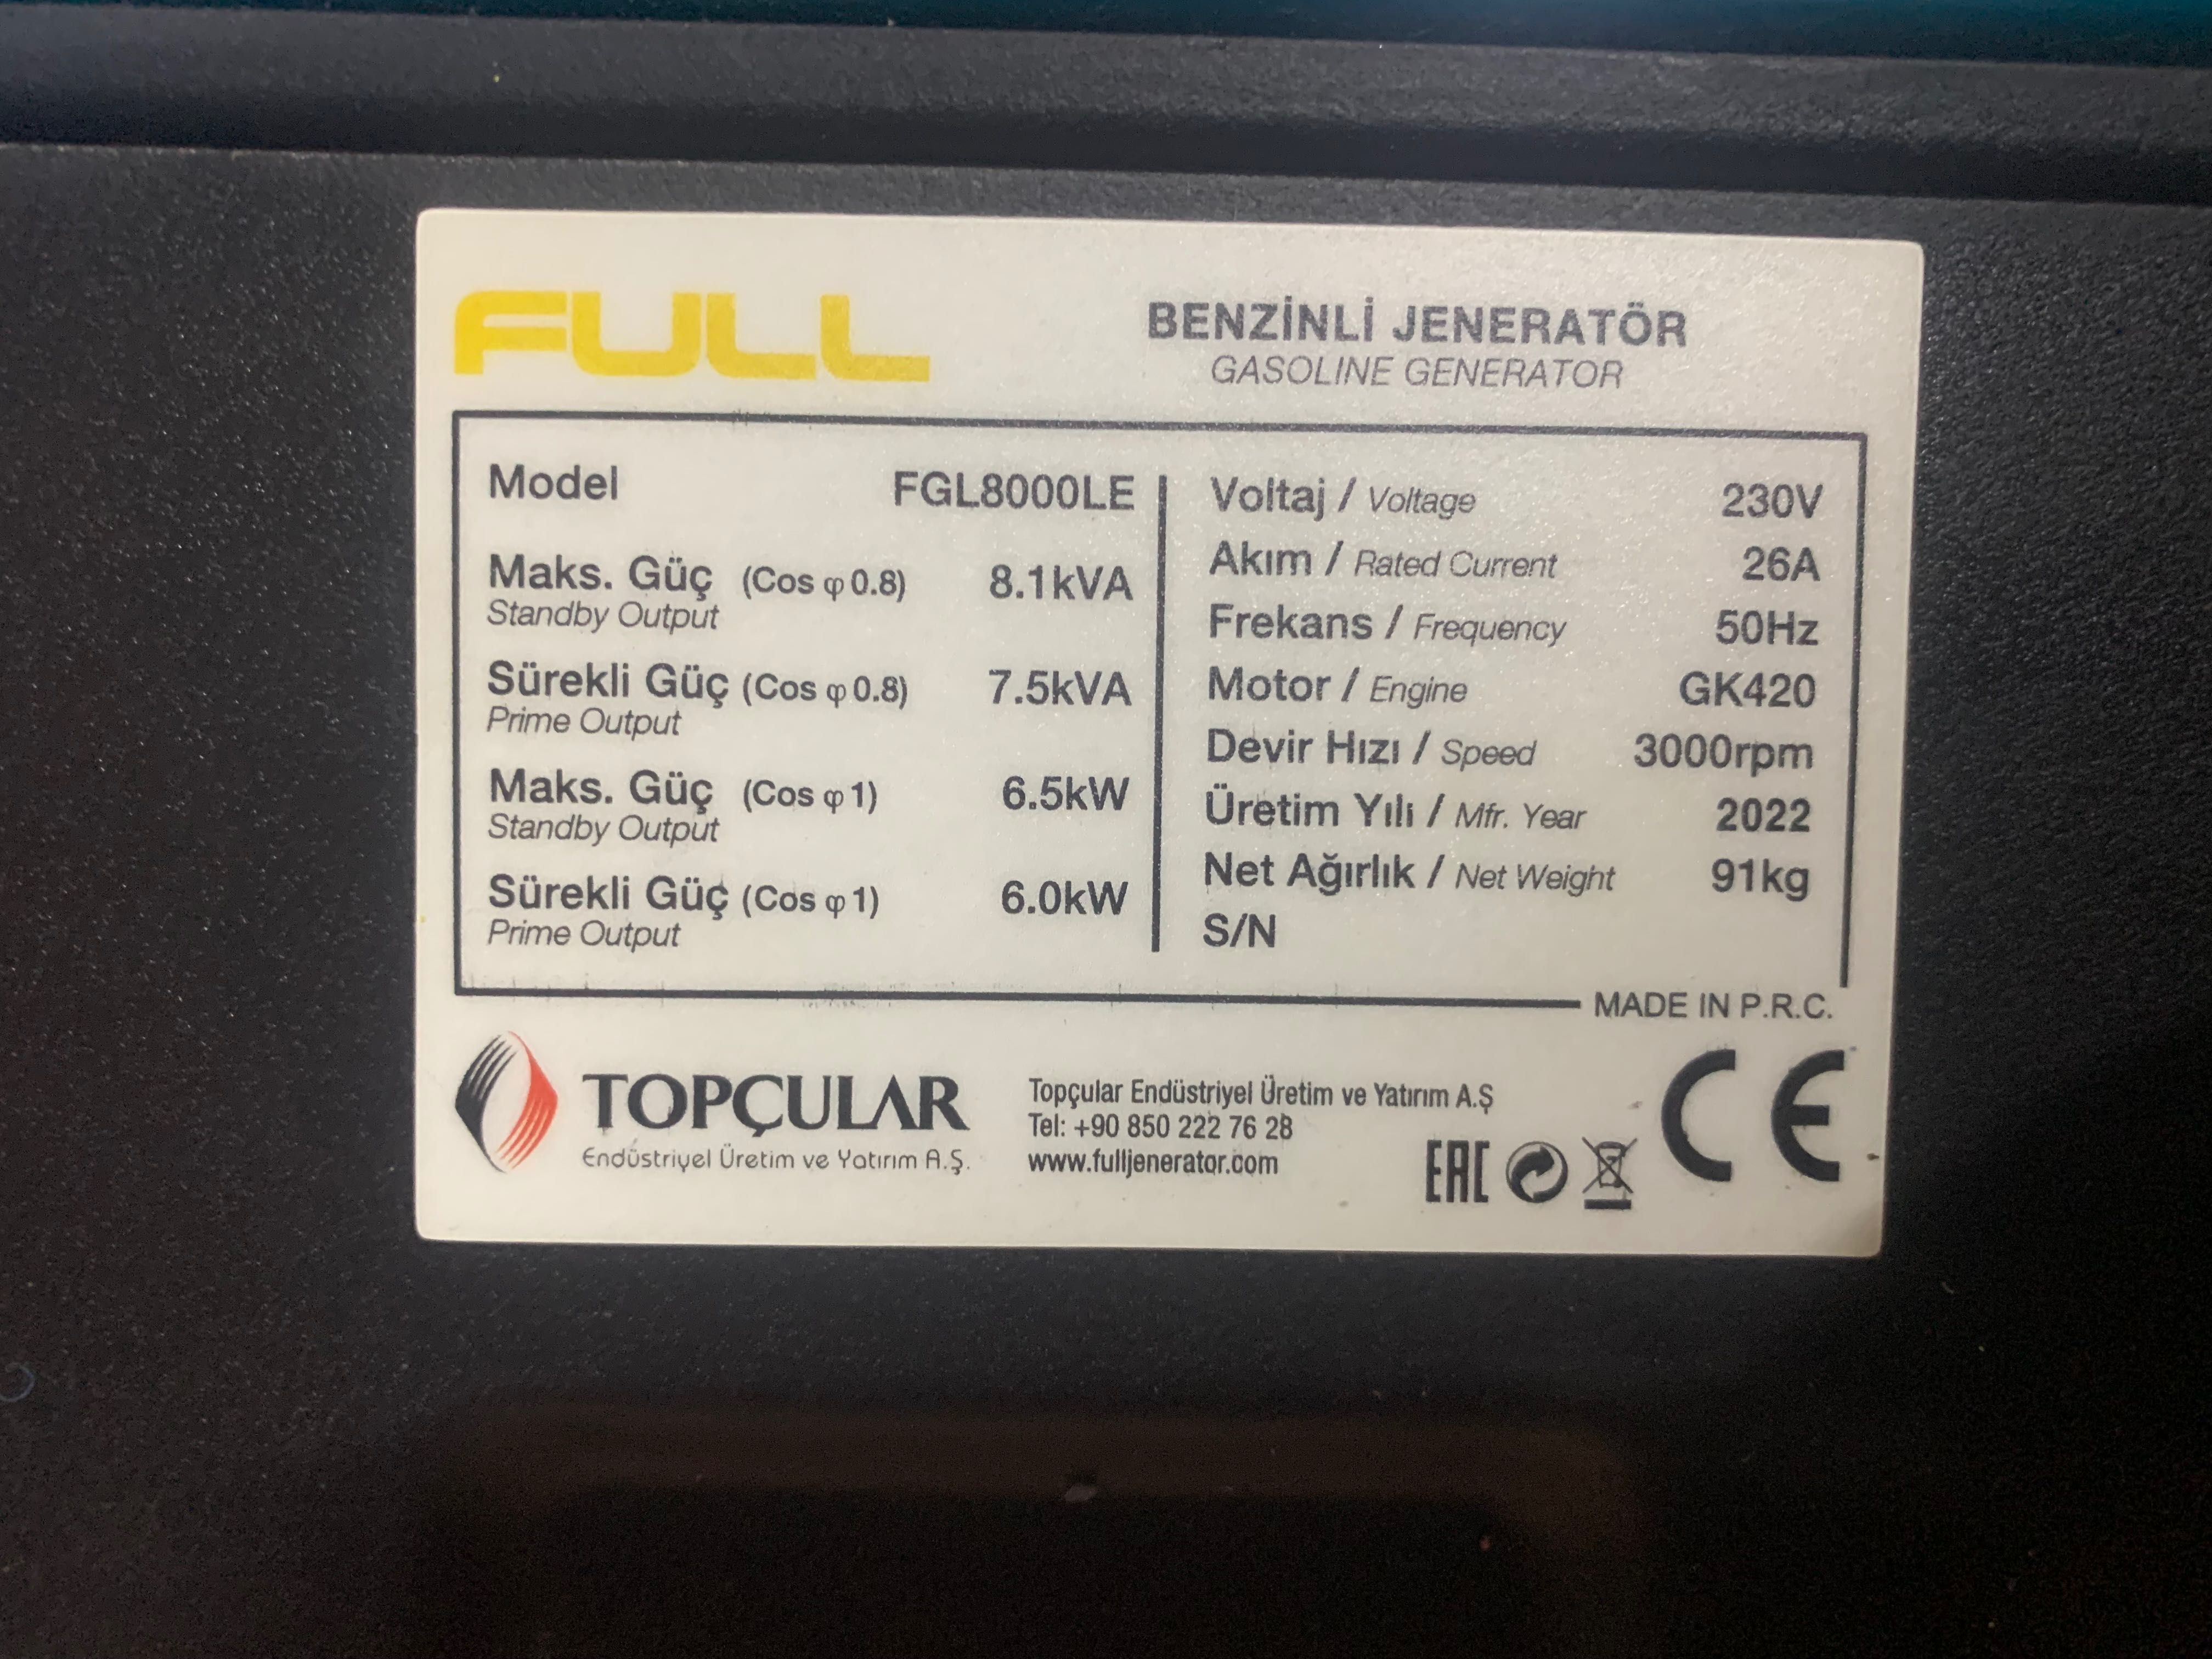 FULL
BENZİNLİ JENERATÖR
GASOLINE GENERATOR
Model FGL8000LE
Maks. Güç (Cos φ 0.8) 8.1kVA
Standby Output
Sürekli Güç (Cos φ 0.8) 7.5kVA
Prime Output
Maks. Güç (Cos φ 1) 6.5kW
Standby Output
Sürekli Güç (Cos φ 1) 6.0kW
Prime Output
Voltaj / Voltage 230V
Akım / Rated Current 26A
Frekans / Frequency 50Hz
Motor / Engine GK420
Devir Hızı / Speed 3000rpm
Üretim Yılı / Mfr. Year 2022
Net Ağırlık / Net Weight 91kg
S/N
MADE IN P.R.C.
TOPÇULAR
Endüstriyel Üretim ve Yatırım A.Ş.
Topçular Endüstriyel Üretim ve Yatırım A.Ş
Tel: +90 850 222 76 28
www.fulljenerator.com
EAC
CE